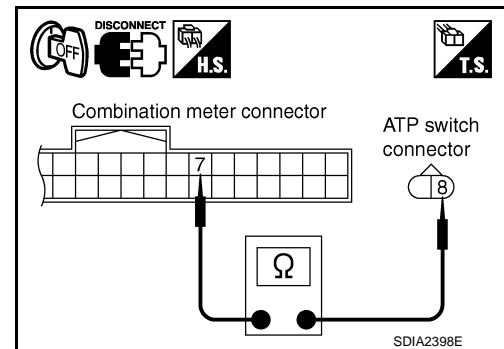 DISCONNECT
OFF
H.S.
T.S.
Combination meter connector
ATP switch
connector
7
8
Ω
SDIA2398E